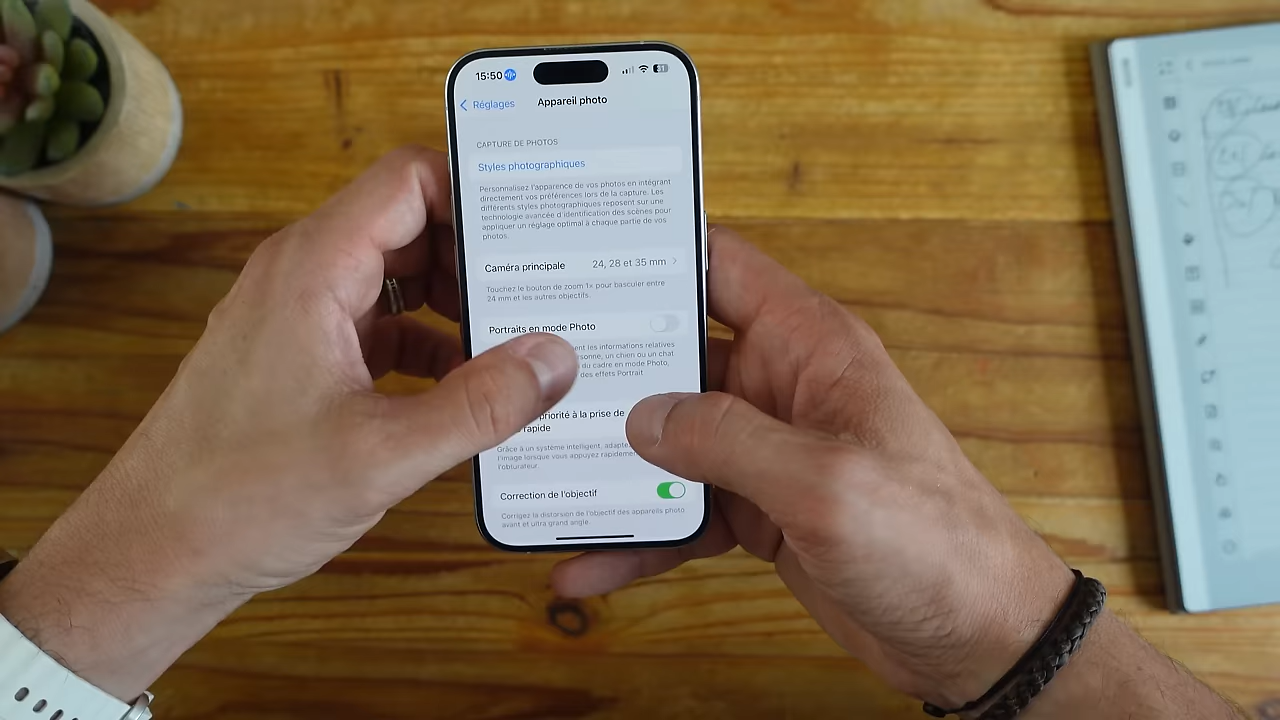 15:50
81
Réglages
Appareil photo
CAPTURE DE PHOTOS
Styles photographiques
Personnalisez l'apparence de vos photos en intégrant
directement vos préférences lors de la capture. Les
différents styles photographiques reposent sur une
technologie avancée d'identification des scènes pour
appliquer un réglage optimal à chaque partie de vos
photos.
Caméra principale 24, 28 et 35 mm
Touchez le bouton de zoom 1x pour basculer entre
24 mm et les autres objectifs.
Portraits en mode Photo
ent les informations relatives
sonne, un chien ou un chat
du cadre en mode Photo,
des effets Portrait
priorité à la prise de
rapide
Grâce à un système intelligent, adapte
l'image lorsque vous appuyez rapidement
l'obturateur.
Correction de l'objectif
Corrigez la distorsion de l'objectif des appareils photo
avant et ultra grand angle.